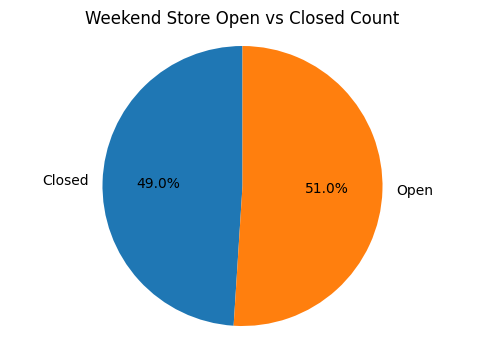 Weekend Store Open vs Closed Count
Closed
49.0%
51.0%
Open